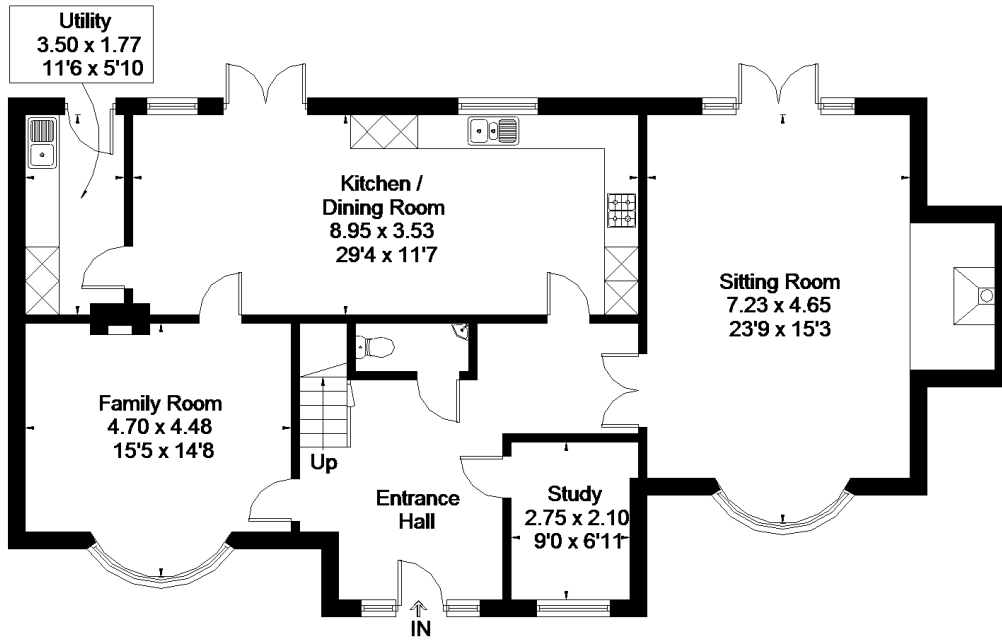 Utility
3.50 x 1.77
11'6 x 5'10
Kitchen /
Dining Room
8.95 x 3.53
29'4 x 11'7
Sitting Room
7.23 x 4.65
23'9 x 15'3
Family Room
4.70 x 4.48
15'5 x 14'8
Up
Entrance
Hall
Study
2.75 x 2.10
9'0 x 6'11
IN